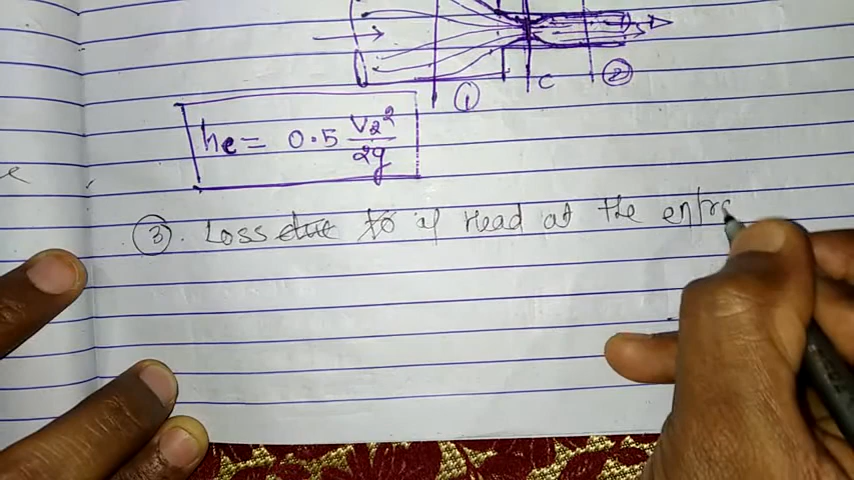 ① C ②
he = 0.5 V₂²/2g
③. Loss due to of Head at the entra